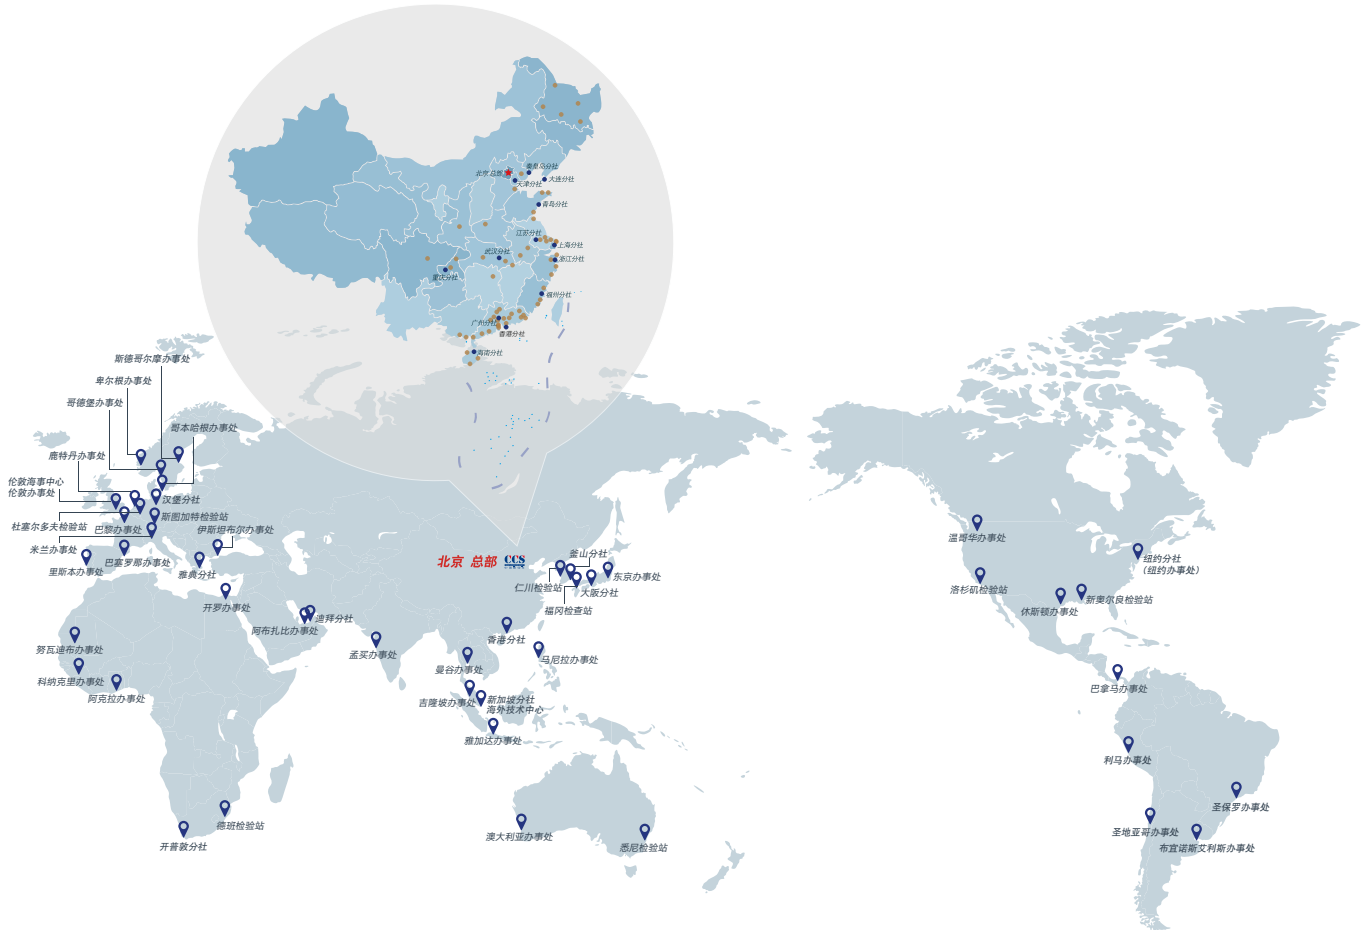 北京 总部
秦皇岛分社
天津分社
大连分社
青岛分社
江苏分社
上海分社
武汉分社
浙江分社
重庆分社
福州分社
广州分社
香港分社
海南分社
斯德哥尔摩办事处
卑尔根办事处
哥德堡办事处
哥本哈根办事处
鹿特丹办事处
伦敦海事中心
伦敦办事处
汉堡分社
斯图加特检验站
杜塞尔多夫检验站
巴黎办事处
伊斯坦布尔办事处
米兰办事处
巴塞罗那办事处
里斯本办事处
雅典分社
北京 总部
CCS
釜山分社
仁川检验站
东京办事处
大阪分社
福冈检查站
开罗办事处
迪拜分社
阿布扎比办事处
孟买办事处
香港分社
马尼拉办事处
曼谷办事处
努瓦迪布办事处
科纳克里办事处
阿克拉办事处
吉隆坡办事处
新加坡分社
海外技术中心
雅加达办事处
德班检验站
开普敦分社
澳大利亚办事处
悉尼检验站
温哥华办事处
纽约分社
（纽约办事处）
洛杉矶检验站
休斯顿办事处
新奥尔良检验站
巴拿马办事处
利马办事处
圣保罗办事处
圣地亚哥办事处
布宜诺斯艾利斯办事处